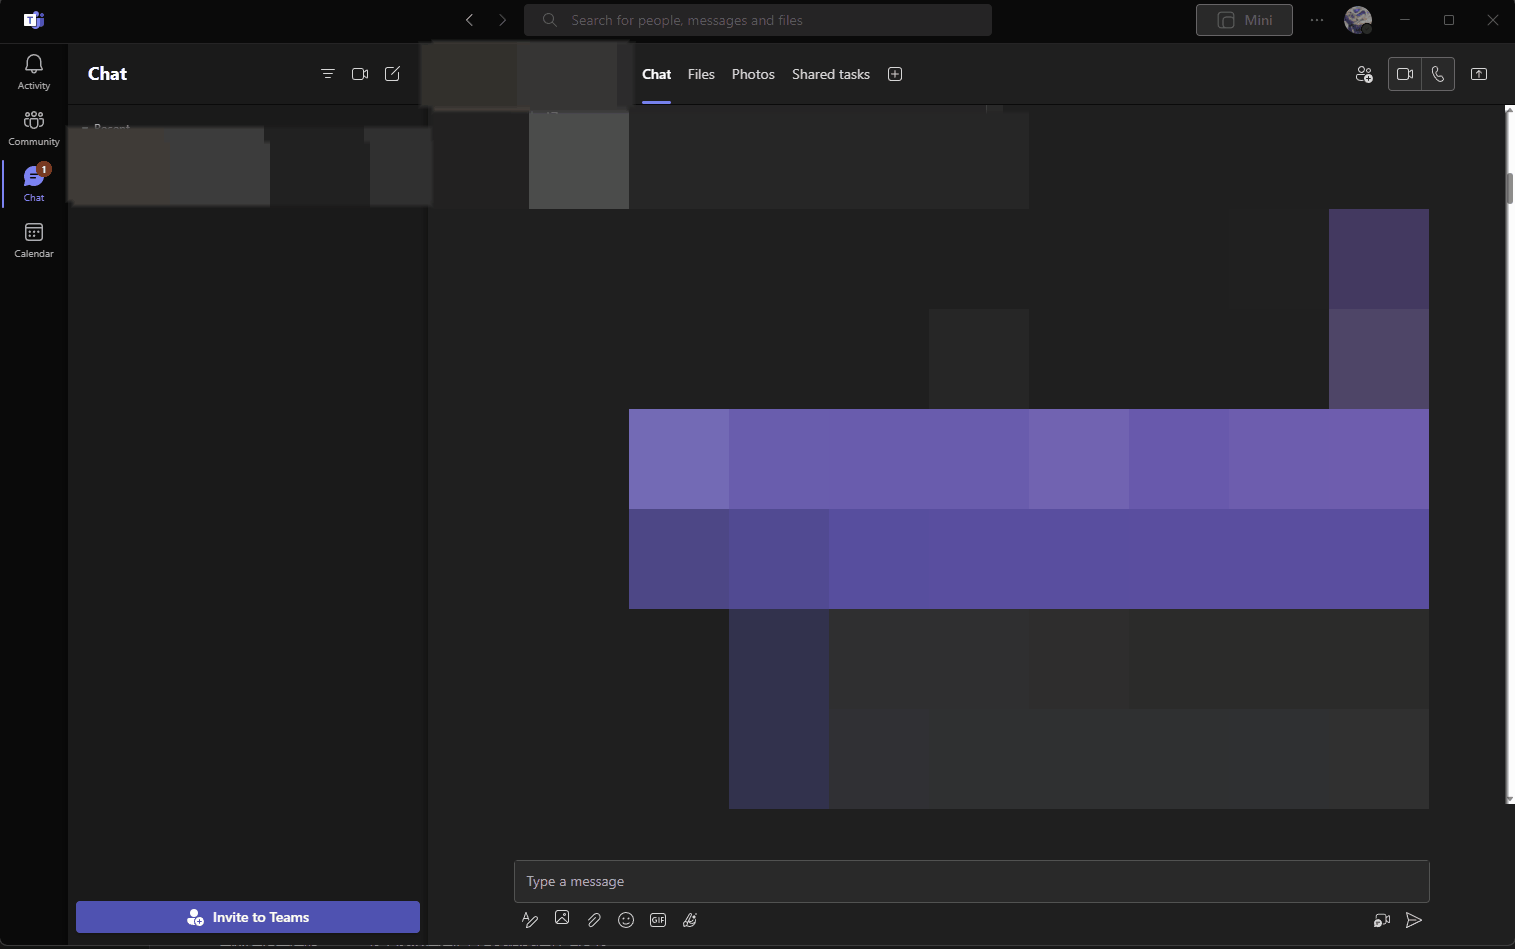 T
Search for people, messages and files
Mini
Activity
Community
1
Chat
Calendar
Chat
Recent
Chat Files Photos Shared tasks
Type a message
GIF
Invite to Teams